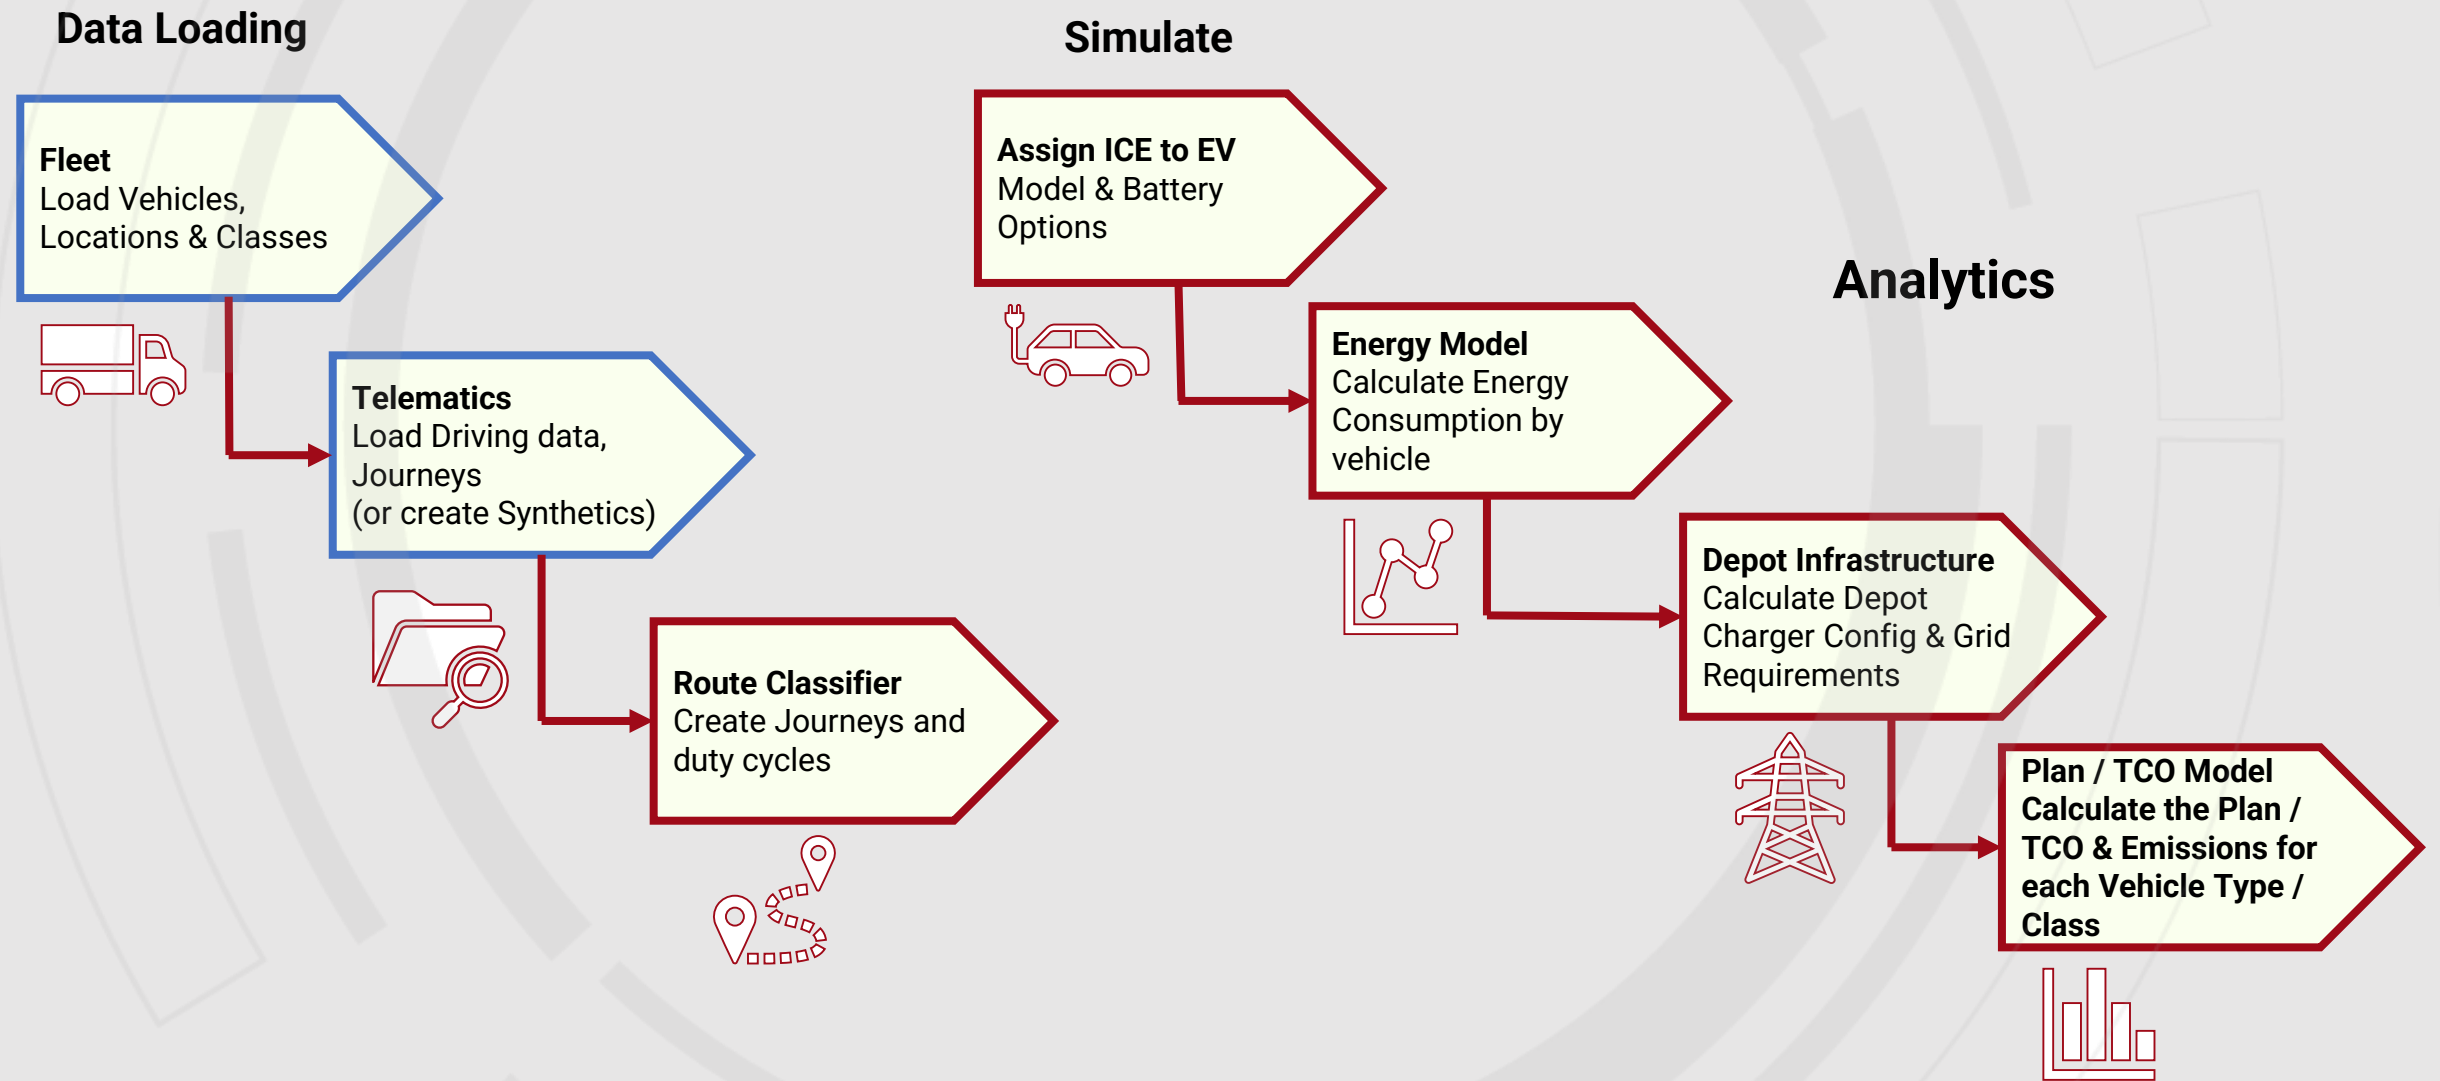 Data Loading
Fleet
Load Vehicles,
Locations & Classes
Telematics
Load Driving data,
Journeys
(or create Synthetics)
Route Classifier
Create Journeys and
duty cycles
Simulate
Assign ICE to EV
Model & Battery
Options
Energy Model
Calculate Energy
Consumption by
vehicle
Analytics
Depot Infrastructure
Calculate Depot
Charger Config & Grid
Requirements
Plan / TCO Model
Calculate the Plan /
TCO & Emissions for
each Vehicle Type /
Class